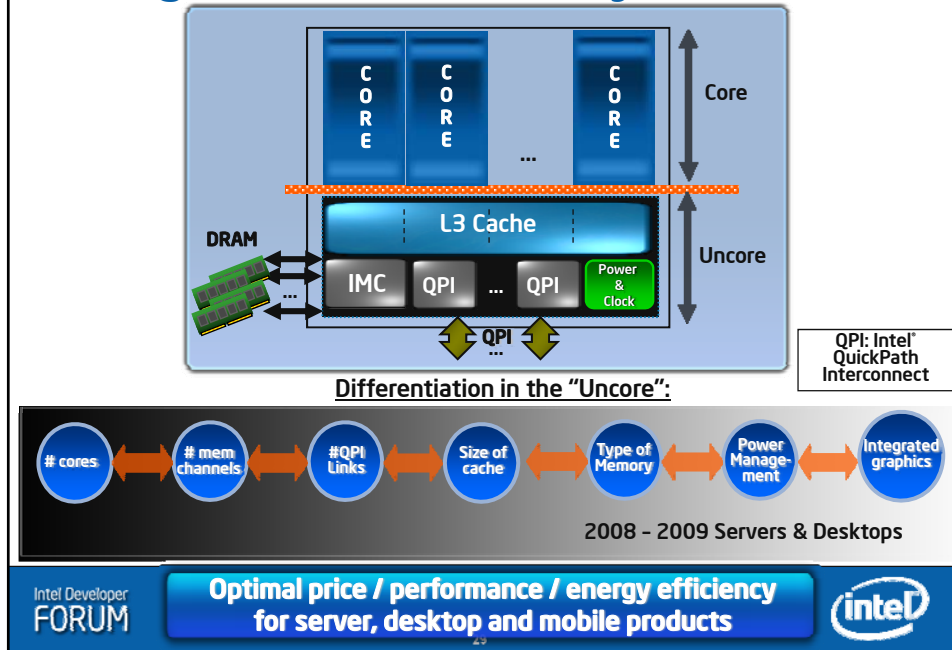 C
O
R
E
C
O
R
E
C
O
R
E
...
Core
L3 Cache
DRAM
Uncore
...
IMC
QPI
...
QPI
Power
&
Clock
QPI
...
QPI: Intel®
QuickPath
Interconnect
Differentiation in the “Uncore”:
# cores
# mem
channels
#QPI
Links
Size of
cache
Type of
Memory
Power
Manage-
ment
Integrated
graphics
2008 – 2009 Servers & Desktops
Intel Developer
FORUM
Optimal price / performance / energy efficiency
for server, desktop and mobile products
29
intel